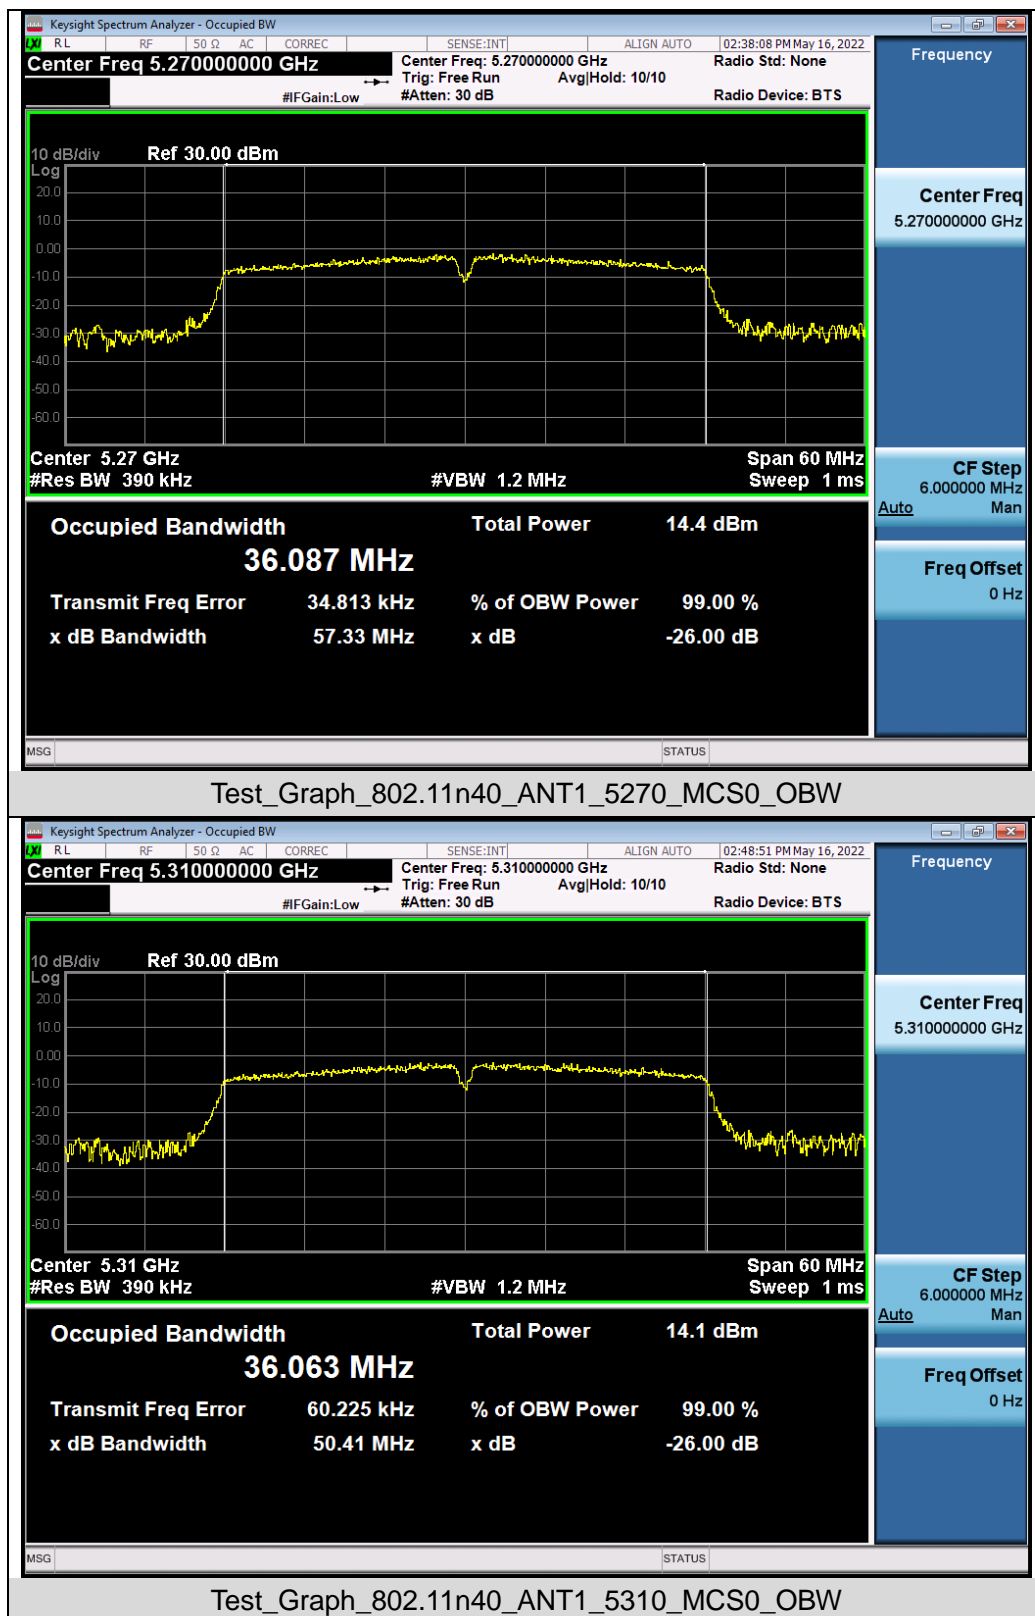 Keysight Spectrum Analyzer - Occupied BW
LXI RL RF 50 Ω AC CORREC SENSE:INT ALIGN AUTO 02:38:08 PM May 16, 2022
Center Freq 5.270000000 GHz
Center Freq: 5.270000000 GHz
Radio Std: None
Trig: Free Run Avg|Hold: 10/10
#IFGain:Low #Atten: 30 dB Radio Device: BTS
Frequency
10 dB/div Ref 30.00 dBm
Log
20.0
10.0
0.00
-10.0
-20.0
-30.0
-40.0
-50.0
-60.0
Center 5.27 GHz Span 60 MHz
#Res BW 390 kHz #VBW 1.2 MHz Sweep 1 ms
Center Freq
5.270000000 GHz
CF Step
6.000000 MHz
Auto Man
Freq Offset
0 Hz
Occupied Bandwidth Total Power 14.4 dBm
36.087 MHz
Transmit Freq Error 34.813 kHz % of OBW Power 99.00 %
x dB Bandwidth 57.33 MHz x dB -26.00 dB
MSG STATUS
Test_Graph_802.11n40_ANT1_5270_MCS0_OBW
Keysight Spectrum Analyzer - Occupied BW
LXI RL RF 50 Ω AC CORREC SENSE:INT ALIGN AUTO 02:48:51 PM May 16, 2022
Center Freq 5.310000000 GHz
Center Freq: 5.310000000 GHz
Radio Std: None
Trig: Free Run Avg|Hold: 10/10
#IFGain:Low #Atten: 30 dB Radio Device: BTS
Frequency
10 dB/div Ref 30.00 dBm
Log
20.0
10.0
0.00
-10.0
-20.0
-30.0
-40.0
-50.0
-60.0
Center 5.31 GHz Span 60 MHz
#Res BW 390 kHz #VBW 1.2 MHz Sweep 1 ms
Center Freq
5.310000000 GHz
CF Step
6.000000 MHz
Auto Man
Freq Offset
0 Hz
Occupied Bandwidth Total Power 14.1 dBm
36.063 MHz
Transmit Freq Error 60.225 kHz % of OBW Power 99.00 %
x dB Bandwidth 50.41 MHz x dB -26.00 dB
MSG STATUS
Test_Graph_802.11n40_ANT1_5310_MCS0_OBW